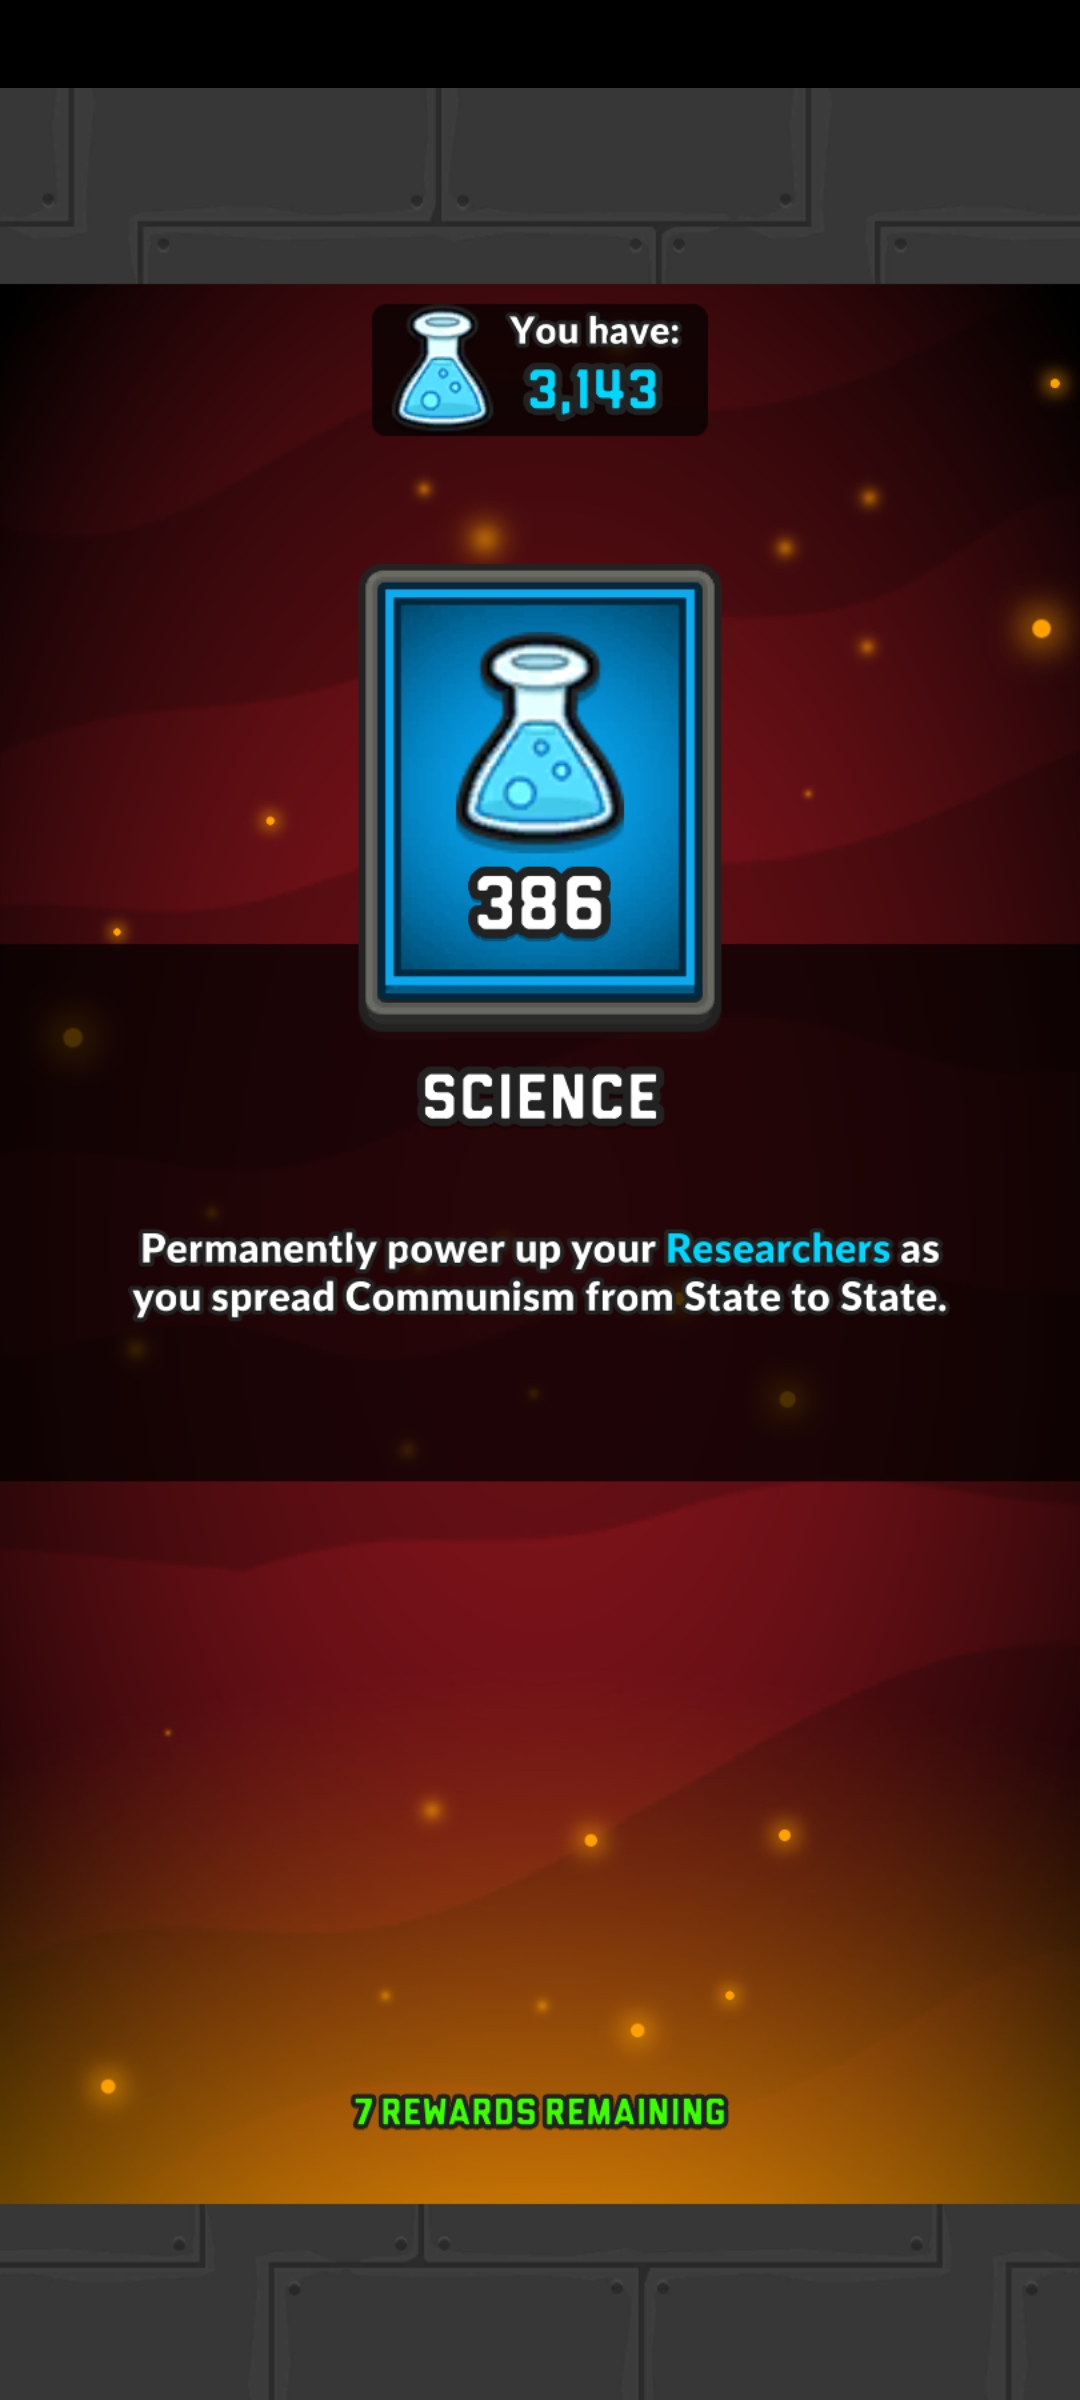 You have:
3,143
386
SCIENCE
Permanently power up your Researchers as
you spread Communism from State to State.
7 REWARDS REMAINING